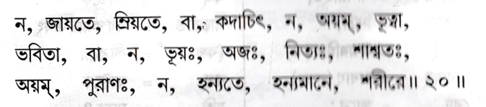 ন, জায়তে, ম্রিয়তে, বা, কদাচিৎ, ন, অয়ম্, ভূত্বা,
ভবিতা, বা, ন, ভূয়ঃ, অজঃ, নিত্যঃ, শাশ্বতঃ,
অয়ম্, পুরাণঃ, ন, হন্যতে, হন্যমানে, শরীরে॥ ২০॥